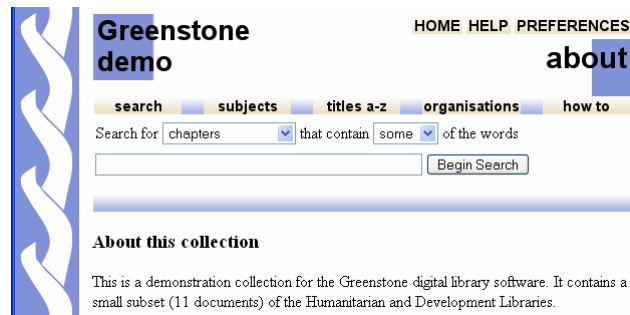 Greenstone demo
HOME HELP PREFERENCES
about
search subjects titles a-z organisations how to
Search for chapters that contain some of the words
Begin Search
About this collection
This is a demonstration collection for the Greenstone digital library software. It contains a
small subset (11 documents) of the Humanitarian and Development Libraries.